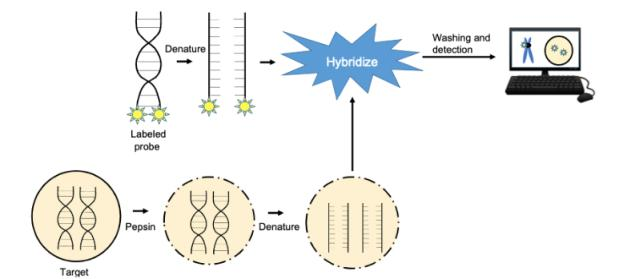 Denature
Hybridize
Washing and
detection
Labeled
probe
Pepsin
Denature
Target